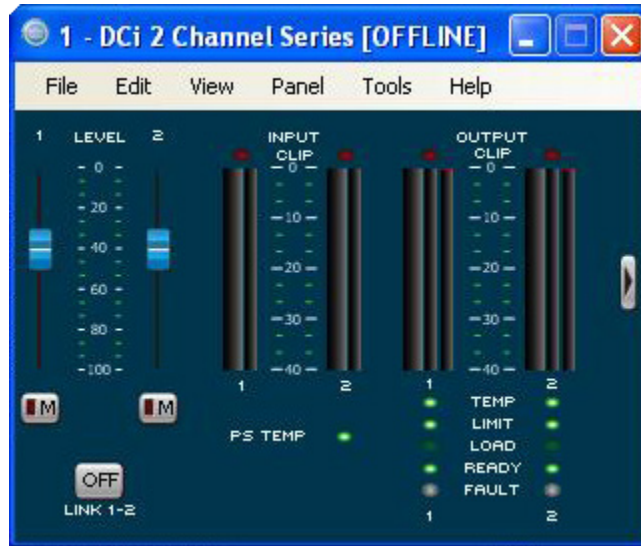 1 - DCi 2 Channel Series [OFFLINE]
File Edit View Panel Tools Help
1 LEVEL 2
INPUT CLIP
OUTPUT CLIP
- 0 -
- 20 -
- 40 -
- 60 -
- 80 -
-100 -
- 0 -
-10 -
-20 -
-30 -
-40 -
- 0 -
-10 -
-20 -
-30 -
-40 -
1 2
1 2
M M
PS TEMP
TEMP
LIMIT
LOAD
READY
FAULT
1 2
OFF
LINK 1-2